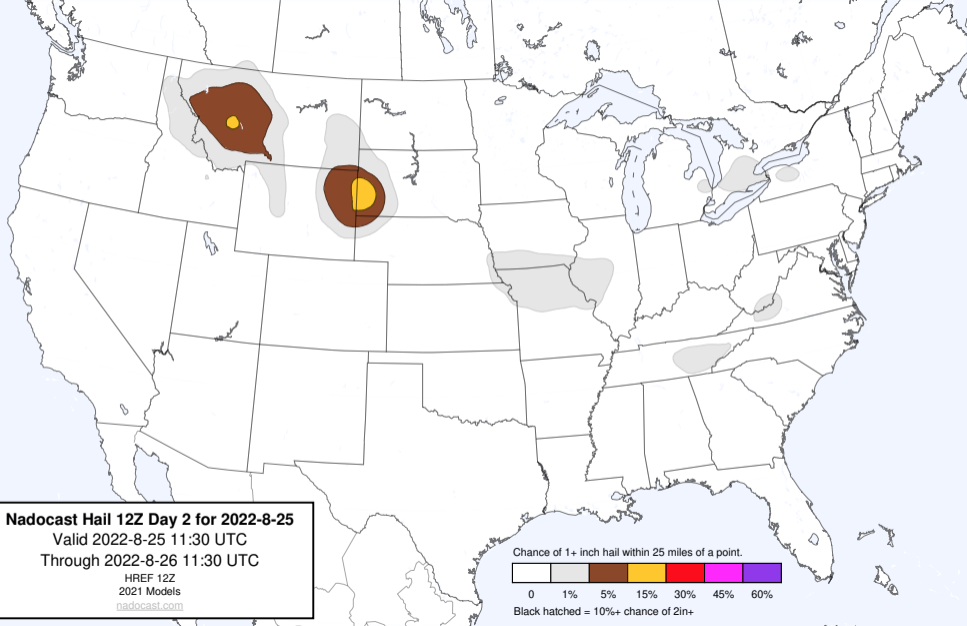 Nadocast Hail 12Z Day 2 for 2022-8-25
Valid 2022-8-25 11:30 UTC
Through 2022-8-26 11:30 UTC
HREF 12Z
2021 Models
nadocast.com
Chance of 1+ inch hail within 25 miles of a point.
0 1% 5% 15% 30% 45% 60%
Black hatched = 10%+ chance of 2in+